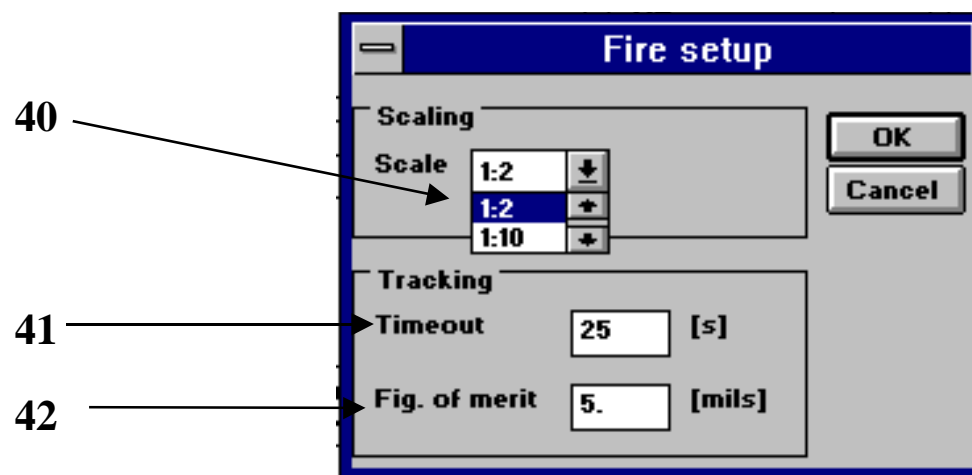 Fire setup
Scaling
40
Scale 1:2
1:2
1:10
OK
Cancel
Tracking
41 Timeout 25 [s]
42 Fig. of merit 5. [mils]